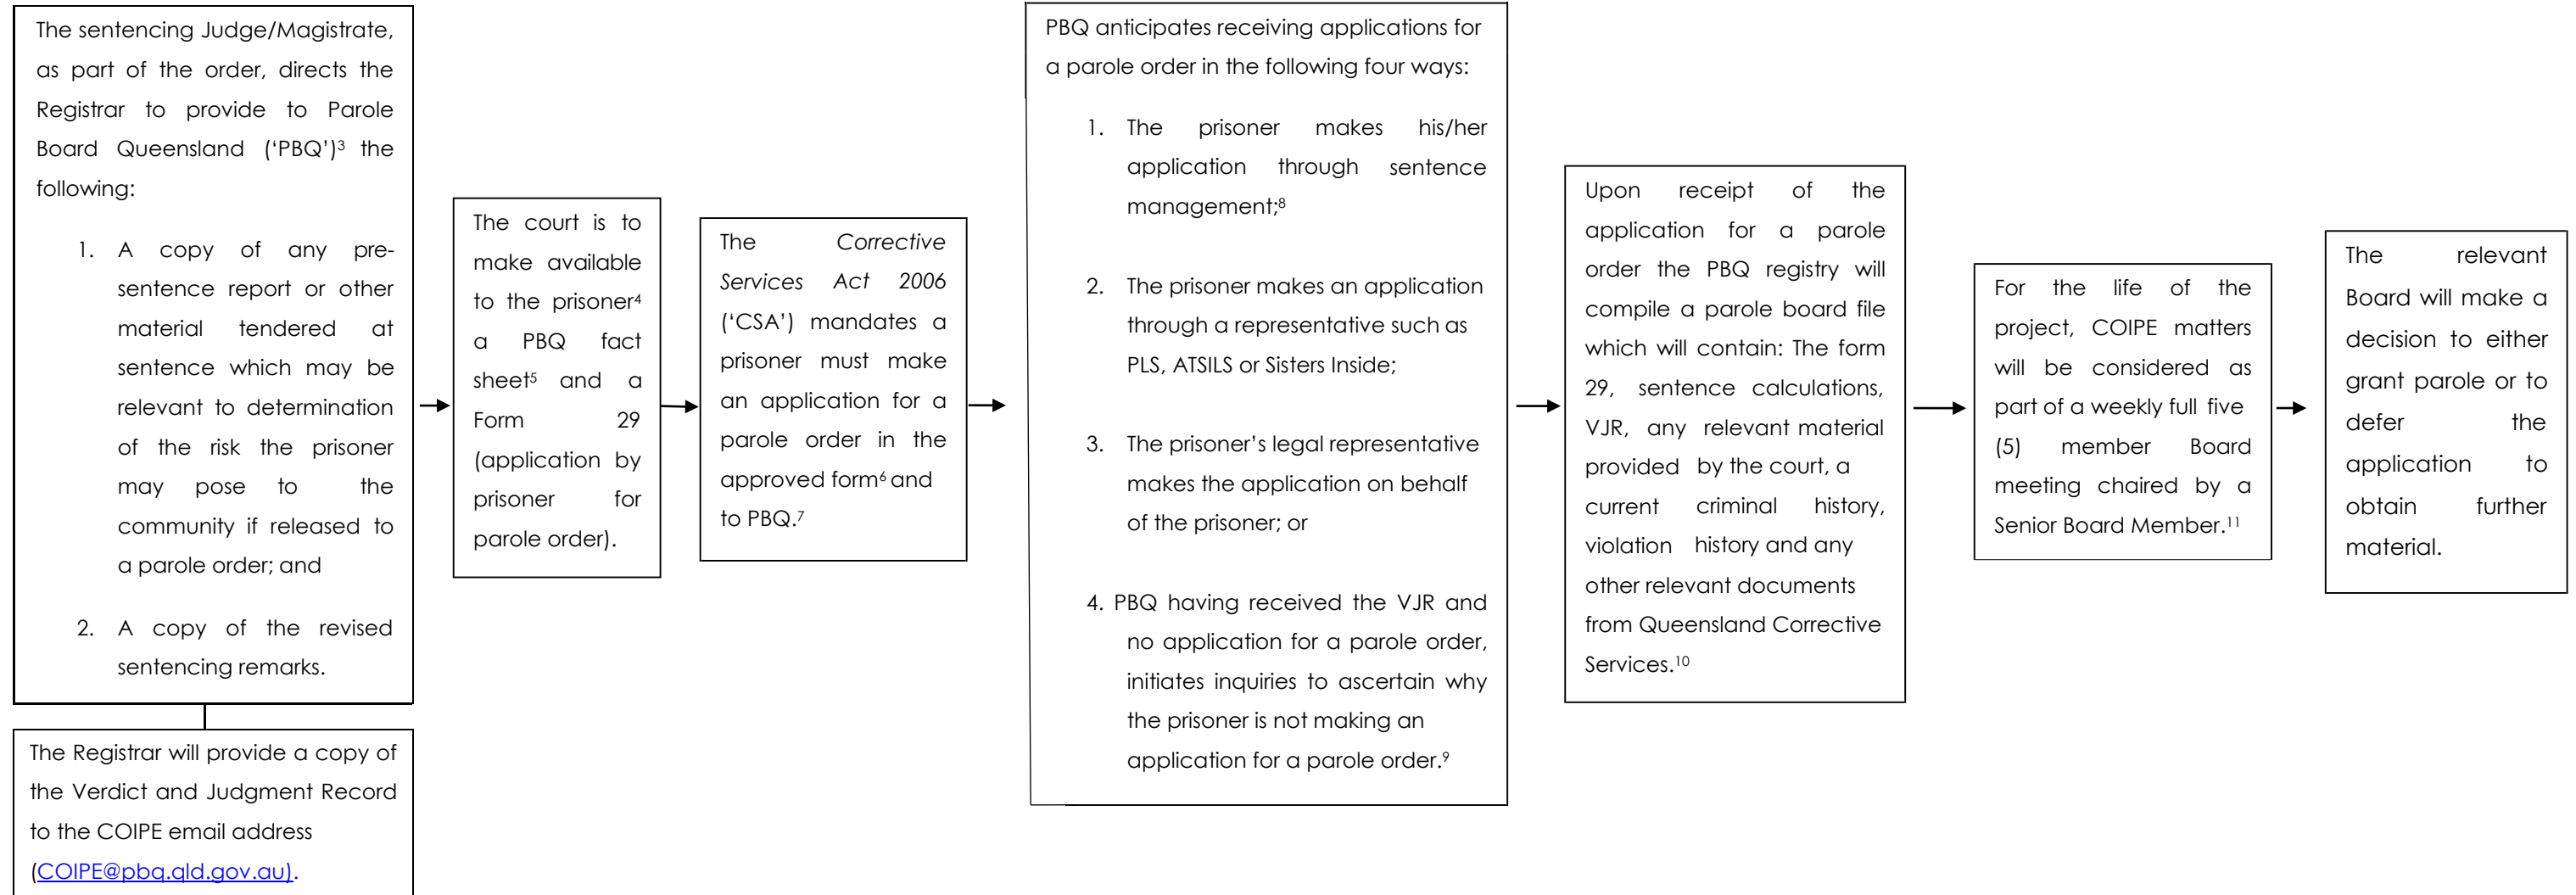 The sentencing Judge/Magistrate,
as part of the order, directs the
Registrar to provide to Parole
Board Queensland (‘PBQ’)³ the
following:
1. A copy of any pre-
sentence report or other
material tendered at
sentence which may be
relevant to determination
of the risk the prisoner
may pose to the
community if released to
a parole order; and
2. A copy of the revised
sentencing remarks.
The Registrar will provide a copy of
the Verdict and Judgment Record
to the COIPE email address
(COIPE@pbq.qld.gov.au).
The court is to
make available
to the prisoner⁴
a PBQ fact
sheet⁵ and a
Form 29
(application by
prisoner for
parole order).
The Corrective
Services Act 2006
(‘CSA’) mandates a
prisoner must make
an application for a
parole order in the
approved form⁶ and
to PBQ.⁷
PBQ anticipates receiving applications for
a parole order in the following four ways:
1. The prisoner makes his/her
application through sentence
management;⁸
2. The prisoner makes an application
through a representative such as
PLS, ATSILS or Sisters Inside;
3. The prisoner’s legal representative
makes the application on behalf
of the prisoner; or
4. PBQ having received the VJR and
no application for a parole order,
initiates inquiries to ascertain why
the prisoner is not making an
application for a parole order.⁹
Upon receipt of the
application for a parole
order the PBQ registry will
compile a parole board file
which will contain: The form
29, sentence calculations,
VJR, any relevant material
provided by the court, a
current criminal history,
violation history and any
other relevant documents
from Queensland Corrective
Services.¹⁰
For the life of the
project, COIPE matters
will be considered as
part of a weekly full five
(5) member Board
meeting chaired by a
Senior Board Member.¹¹
The relevant
Board will make a
decision to either
grant parole or to
defer the
application to
obtain further
material.